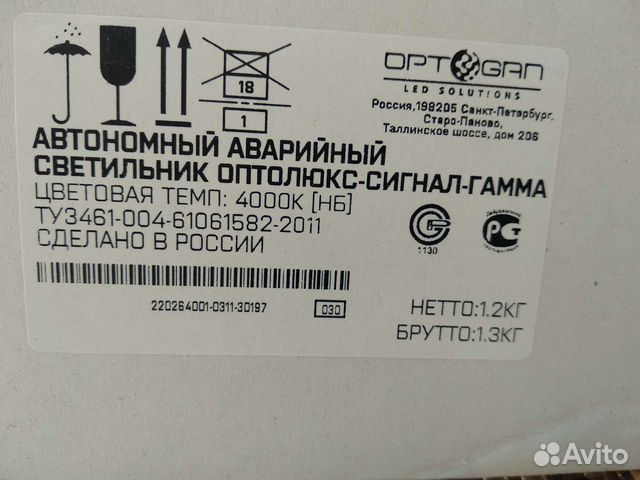 OPTOGAN
LED SOLUTIONS
Россия, 198205 Санкт-Петербург,
Старо-Паново,
Таллинское шоссе, дом 206
18
1
АВТОНОМНЫЙ АВАРИЙНЫЙ
СВЕТИЛЬНИК ОПТОЛЮКС-СИГНАЛ-ГАММА
ЦВЕТОВАЯ ТЕМП: 4000К [НБ]
ТУ3461-004-61061582-2011
СДЕЛАНО В РОССИИ
1130
РС
220264001-0311-30197
030
НЕТТО:1.2КГ
БРУТТО:1.3КГ
Avito